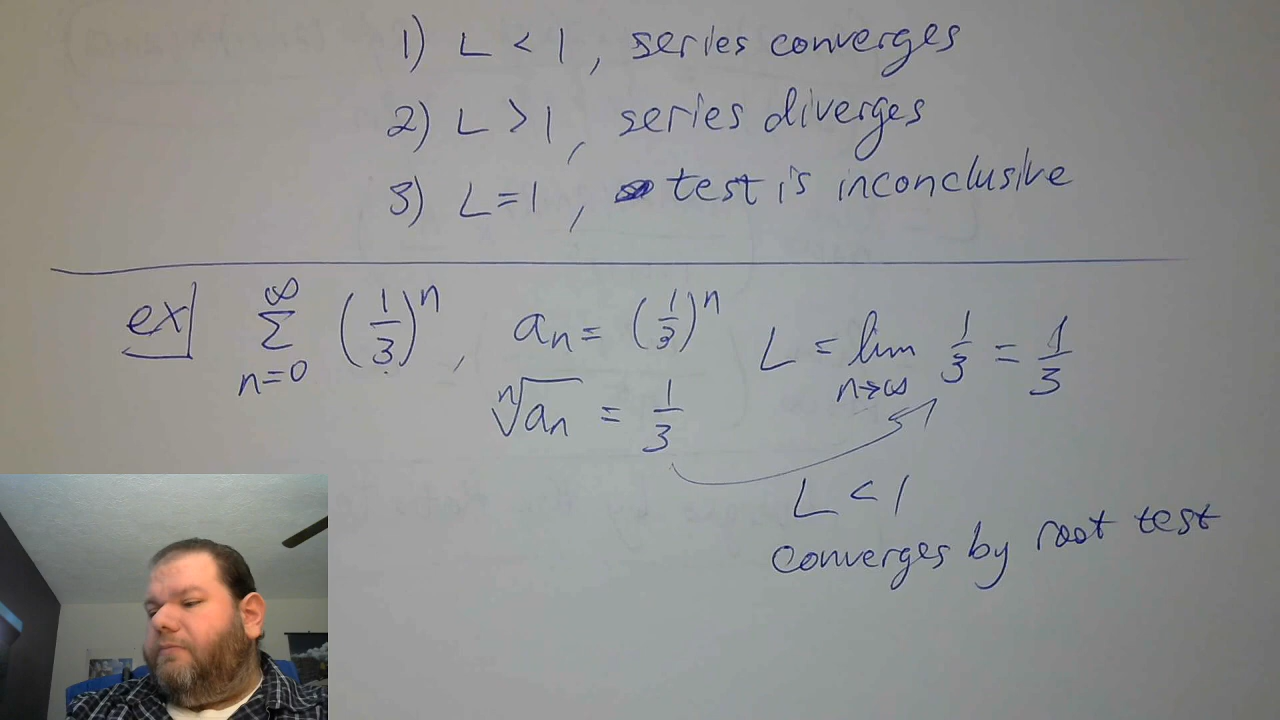 1) L < 1, series converges
2) L > 1, series diverges
3) L = 1, test is inconclusive
ex| ∑_{n=0}^{∞} (1/3)^n, a_n = (1/3)^n L = lim_{n→∞} 1/3 = 1/3
ⁿ√a_n = 1/3
L < 1
converges by root test